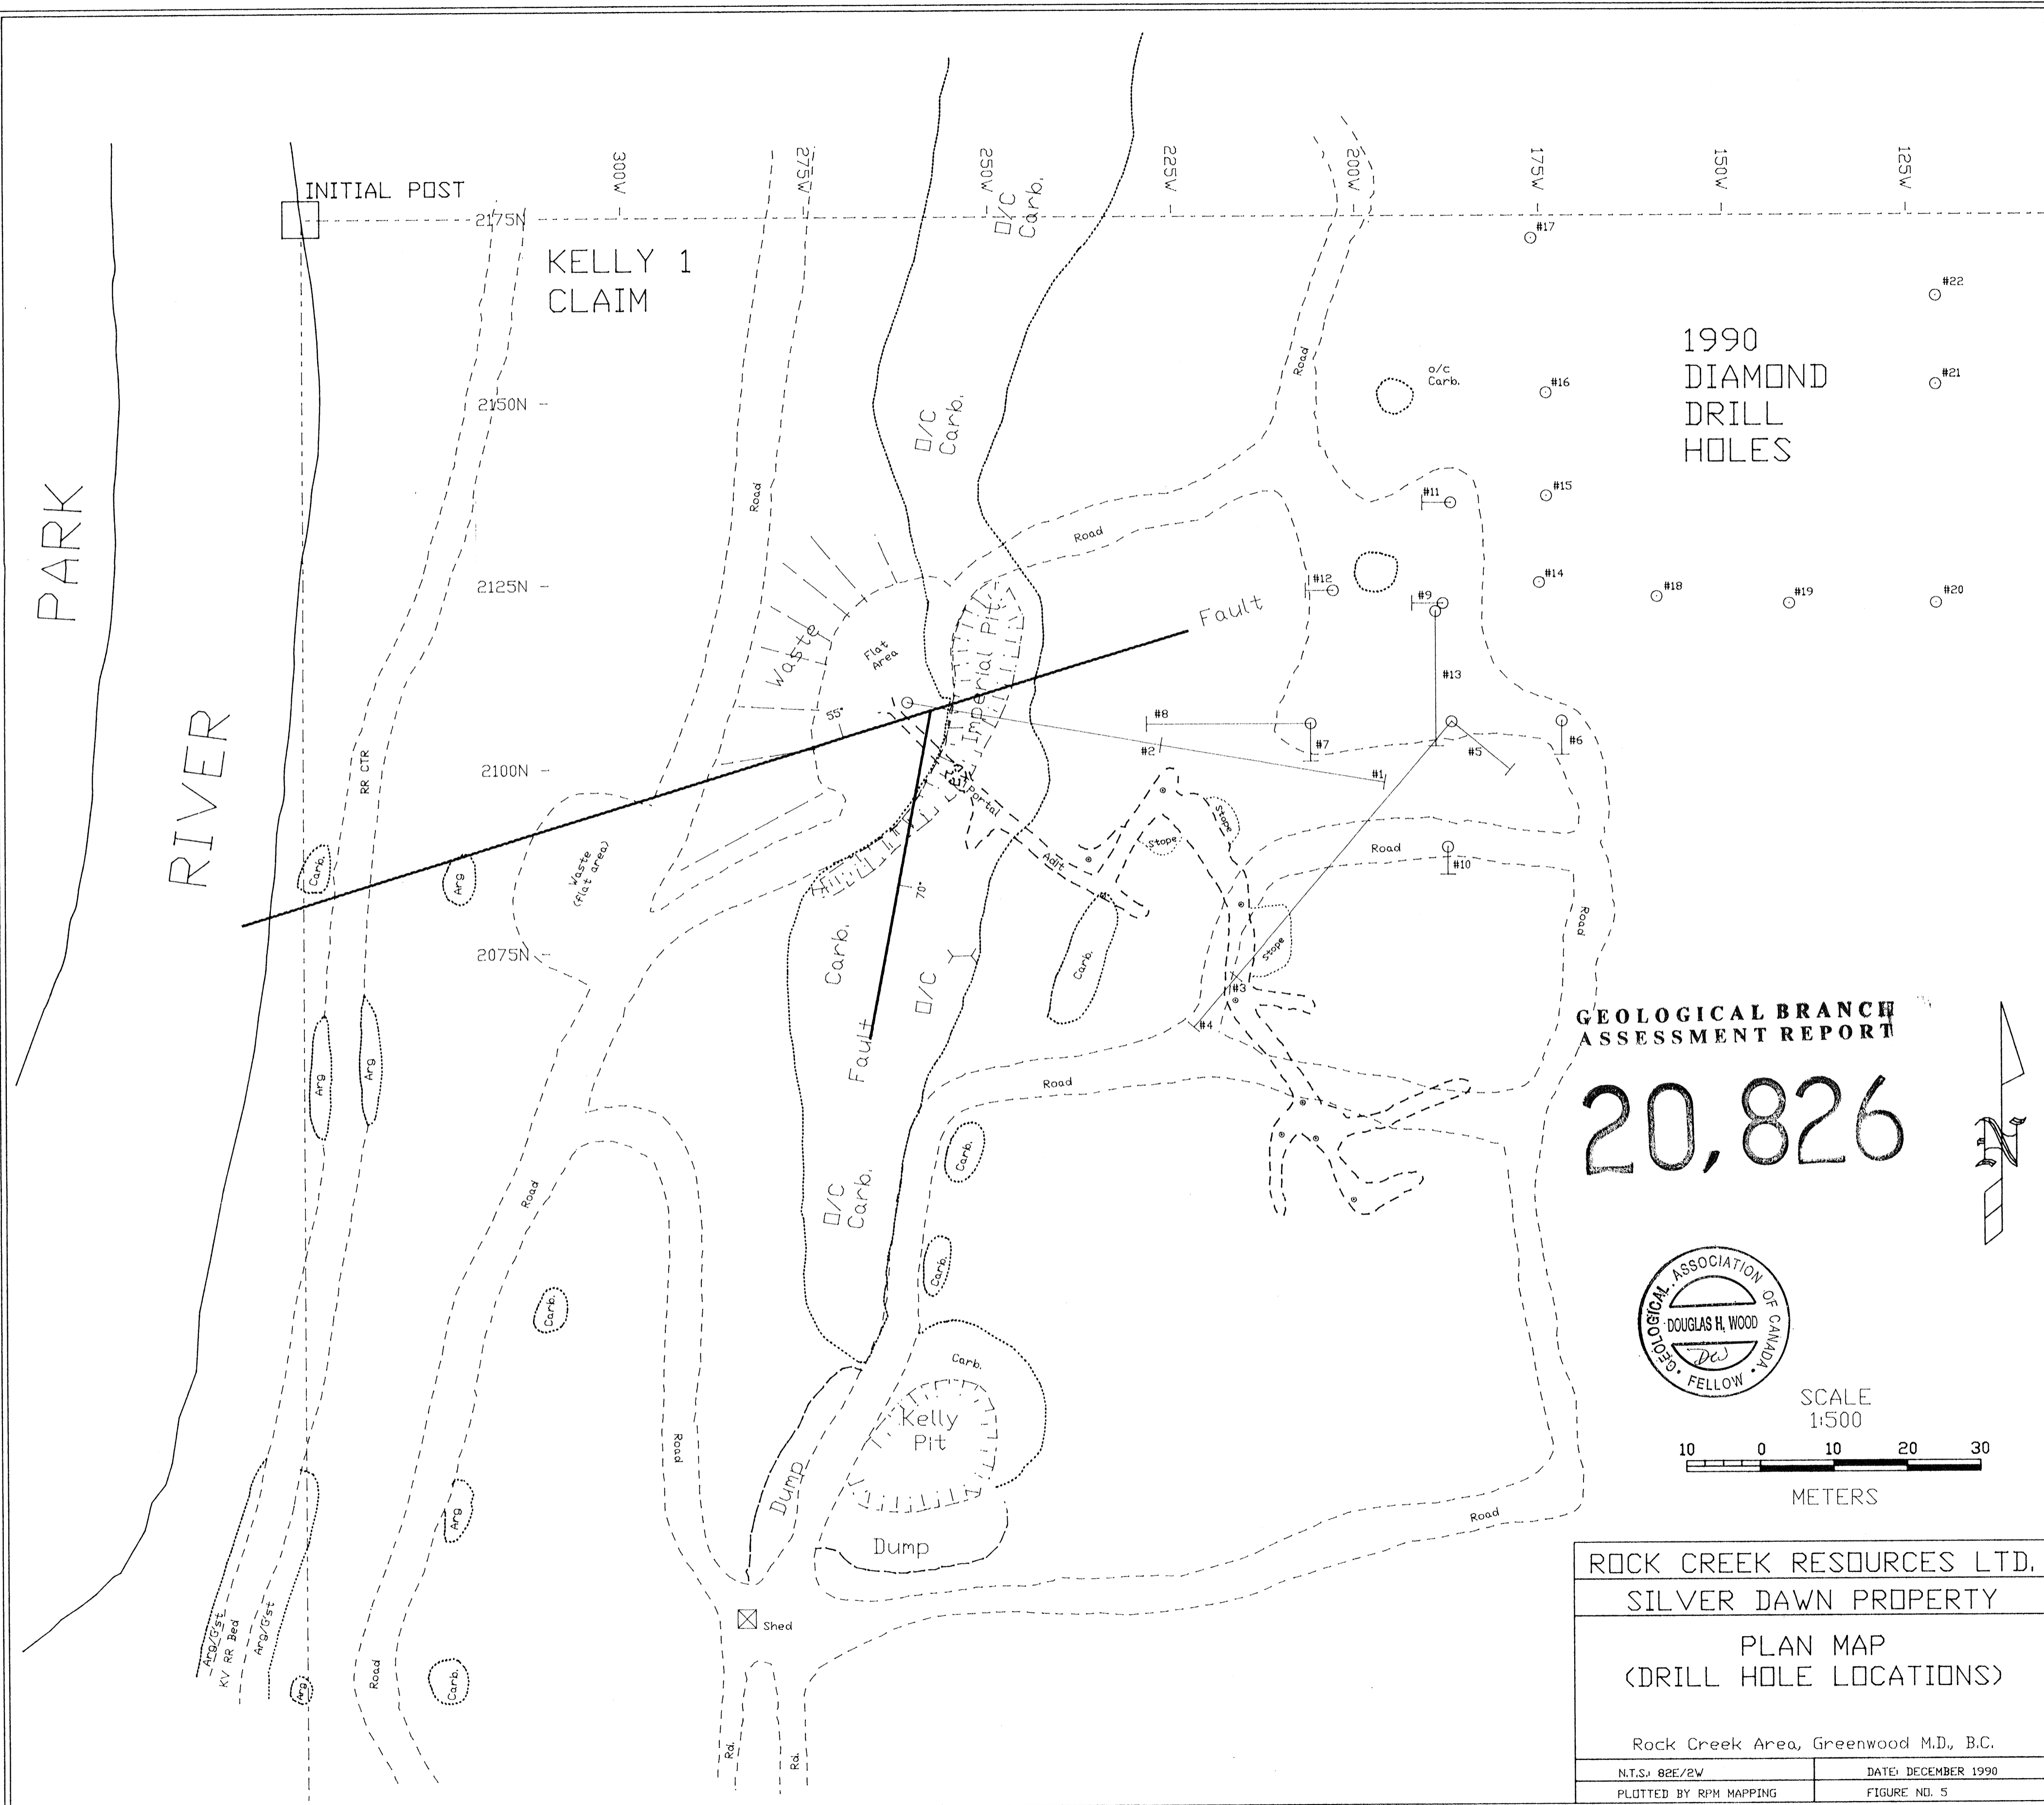 INITIAL POST
300W
275W
250W
225W
200W
175W
150W
125W
2175N
2150N
2125N
2100N
2075N
KELLY 1
CLAIM
O/C
Carb.
#17
#22
1990
DIAMOND
DRILL
HOLES
#21
#16
o/c
Carb.
Road
O/C
Carb.
Road
#15
#11
Road
PARK
#14
#12
#9
#18
#19
#20
Fault
Waste
Flat
Area
Imperial Pit
#13
55°
#8
#2
#7
#5
#6
#1
RIVER
RR CTR
Portal
Stope
Stope
Adit
Road
#10
Carb.
Arg
Waste
(flat area)
70°
Carb.
O/C
Carb.
Stope
Road
#3
#4
Fault
Arg
Arg
Road
GEOLOGICAL BRANCH
ASSESSMENT REPORT
20,826
N
Carb.
Road
O/C
Carb.
Carb.
Carb.
GEOLOGICAL ASSOCIATION OF CANADA
DOUGLAS H. WOOD
DW
FELLOW
Carb.
Kelly
Pit
SCALE
1:500
10 0 10 20 30
METERS
Road
Dump
Arg
Dump
Road
Shed
Arg/G'st
KV RR Bed
Arg/G'st
Arg
Road
Carb.
Rd.
Rd.
ROCK CREEK RESOURCES LTD.
SILVER DAWN PROPERTY
PLAN MAP
(DRILL HOLE LOCATIONS)
Rock Creek Area, Greenwood M.D., B.C.
N.T.S.: 82E/2W
DATE: DECEMBER 1990
PLOTTED BY RPM MAPPING
FIGURE NO. 5